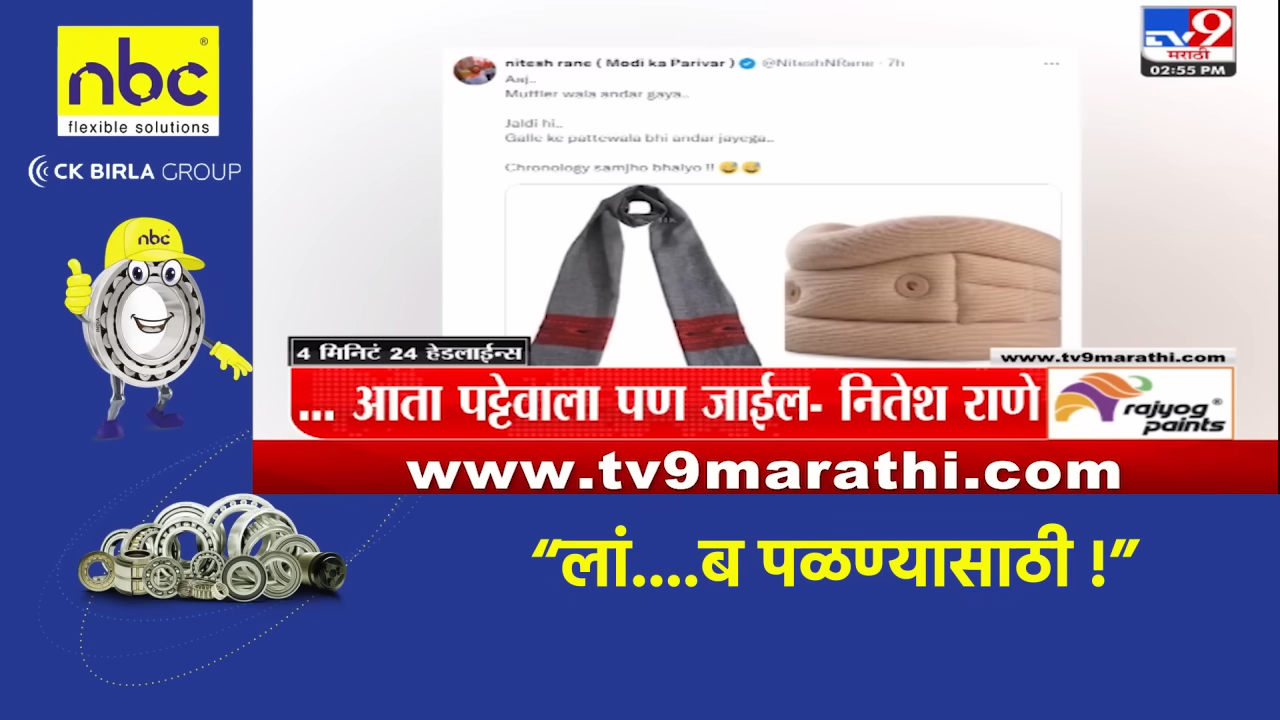 nbc®
flexible solutions
CK BIRLA GROUP
nbc
nitesh rane ( Modi ka Parivar ) @NiteshNRane · 7h
Aaj..
Muffler wala andar gaya..
Jaldi hi..
Galle ke pattewala bhi andar jayega..
Chronology samjho bhaiyo !! 😅😅
TV9
मराठी
02:55 PM
4 मिनिटं 24 हेडलाईन्स
www.tv9marathi.com
... आता पट्टेवाला पण जाईल- नितेश राणे
rajyog®
paints
www.tv9marathi.com
“लां....ब पळण्यासाठी !”